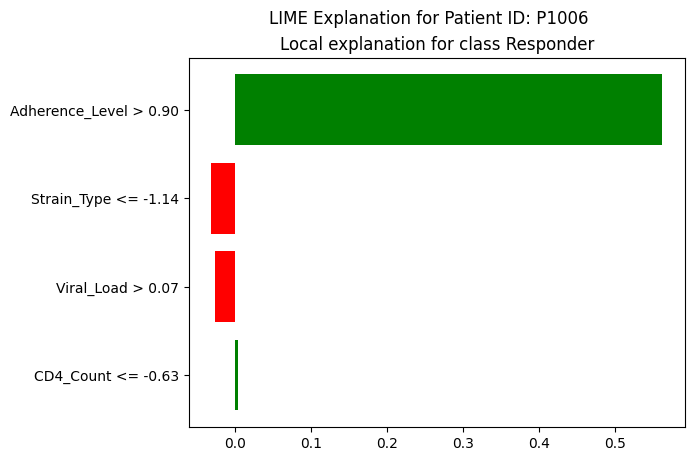 LIME Explanation for Patient ID: P1006
Local explanation for class Responder
Adherence_Level > 0.90
Strain_Type <= -1.14
Viral_Load > 0.07
CD4_Count <= -0.63
0.0 0.1 0.2 0.3 0.4 0.5